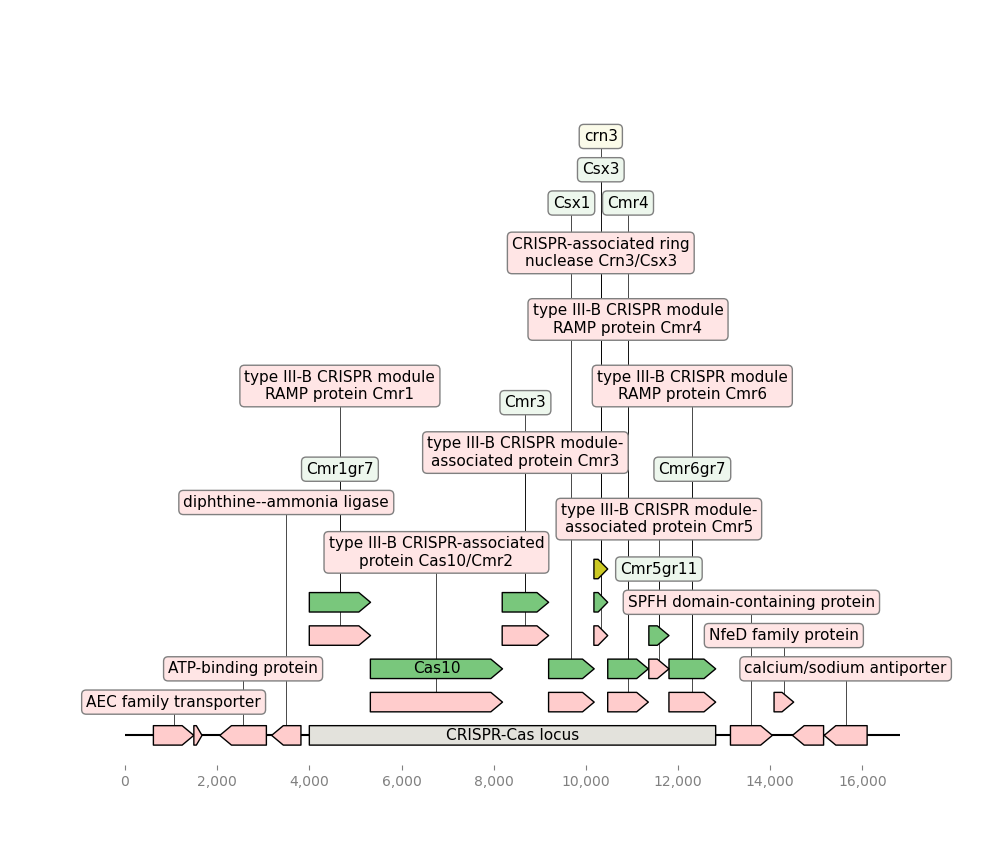 crn3
Csx3
Csx1
Cmr4
CRISPR-associated ring
nuclease Crn3/Csx3
type III-B CRISPR module
RAMP protein Cmr4
type III-B CRISPR module
RAMP protein Cmr1
type III-B CRISPR module
RAMP protein Cmr6
Cmr3
type III-B CRISPR module-
associated protein Cmr3
Cmr1gr7
Cmr6gr7
diphthine--ammonia ligase
type III-B CRISPR module-
associated protein Cmr5
type III-B CRISPR-associated
protein Cas10/Cmr2
Cmr5gr11
SPFH domain-containing protein
NfeD family protein
ATP-binding protein
Cas10
calcium/sodium antiporter
AEC family transporter
CRISPR-Cas locus
0
2,000
4,000
6,000
8,000
10,000
12,000
14,000
16,000